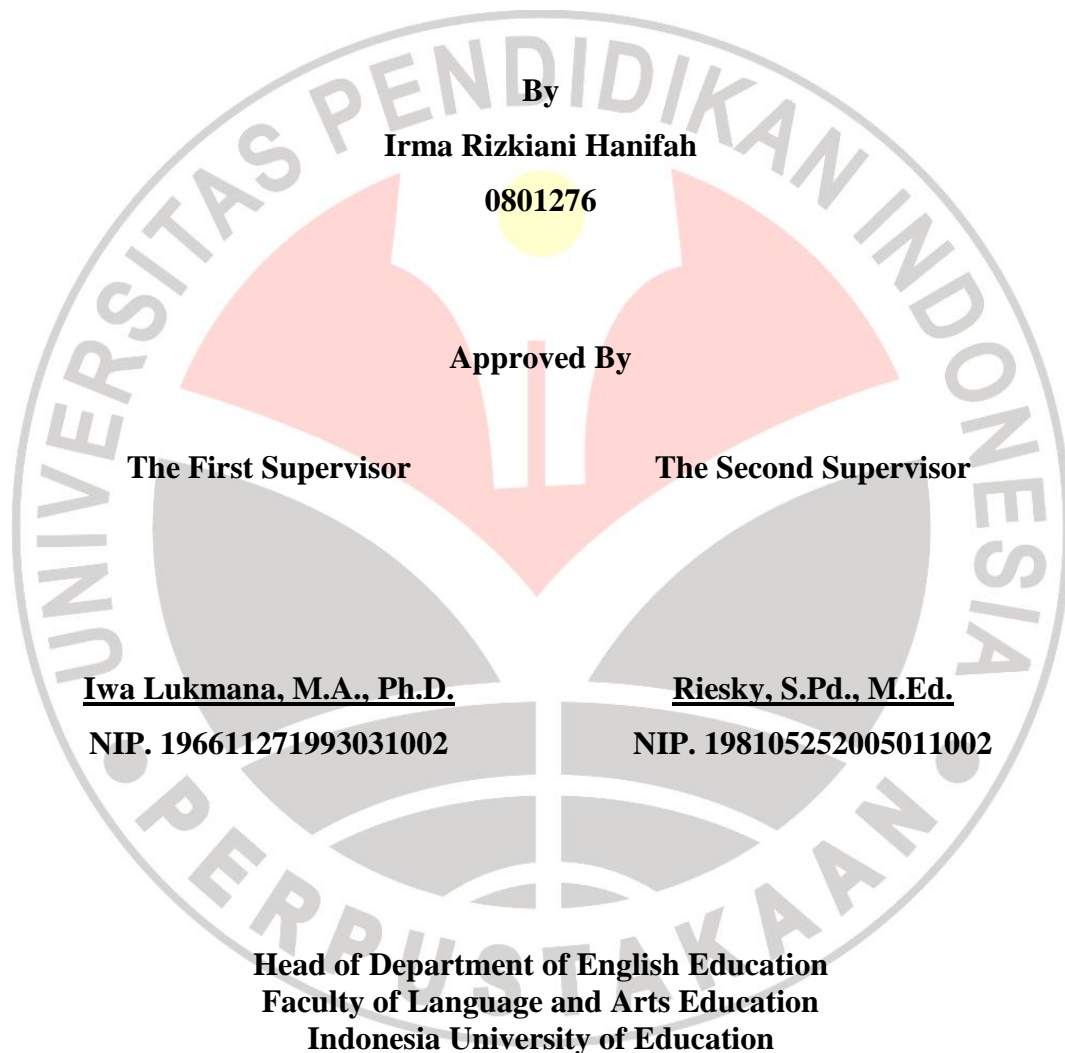 By
Irma Rizkiani Hanifah
0801276
Approved By
The First Supervisor The Second Supervisor
Iwa Lukmana, M.A., Ph.D. Riesky, S.Pd., M.Ed.
NIP. 196611271993031002 NIP. 198105252005011002
Head of Department of English Education
Faculty of Language and Arts Education
Indonesia University of Education
UNIVERSITAS PENDIDIKAN INDONESIA
PERPUSTAKAAN